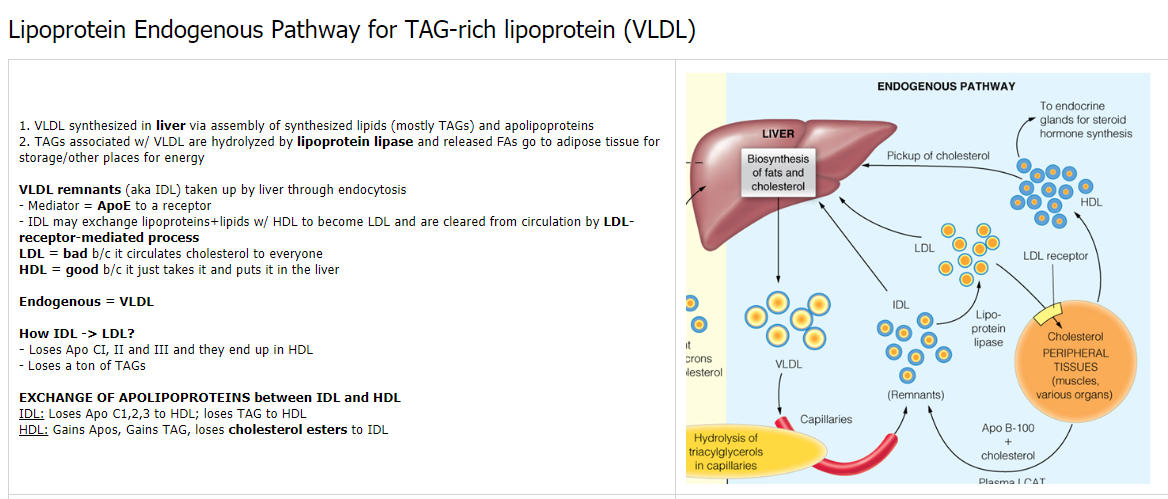 Lipoprotein Endogenous Pathway for TAG-rich lipoprotein (VLDL)
1. VLDL synthesized in liver via assembly of synthesized lipids (mostly TAGs) and apolipoproteins
2. TAGs associated w/ VLDL are hydrolyzed by lipoprotein lipase and released FAs go to adipose tissue for
storage/other places for energy
VLDL remnants (aka IDL) taken up by liver through endocytosis
- Mediator = ApoE to a receptor
- IDL may exchange lipoproteins+lipids w/ HDL to become LDL and are cleared from circulation by LDL-
receptor-mediated process
LDL = bad b/c it circulates cholesterol to everyone
HDL = good b/c it just takes it and puts it in the liver
Endogenous = VLDL
How IDL -> LDL?
- Loses Apo CI, II and III and they end up in HDL
- Loses a ton of TAGs
EXCHANGE OF APOLIPOPROTEINS between IDL and HDL
IDL: Loses Apo C1,2,3 to HDL; loses TAG to HDL
HDL: Gains Apos, Gains TAG, loses cholesterol esters to IDL
ENDOGENOUS PATHWAY
To endocrine
glands for steroid
hormone synthesis
LIVER
Biosynthesis
of fats and
cholesterol
Pickup of cholesterol
HDL
LDL
LDL receptor
IDL
Lipo-
protein
lipase
Cholesterol
PERIPHERAL
TISSUES
(muscles,
various organs)
VLDL
(Remnants)
Capillaries
Apo B-100
+
cholesterol
Hydrolysis of
triacylglycerols
in capillaries
Plasma LCAT